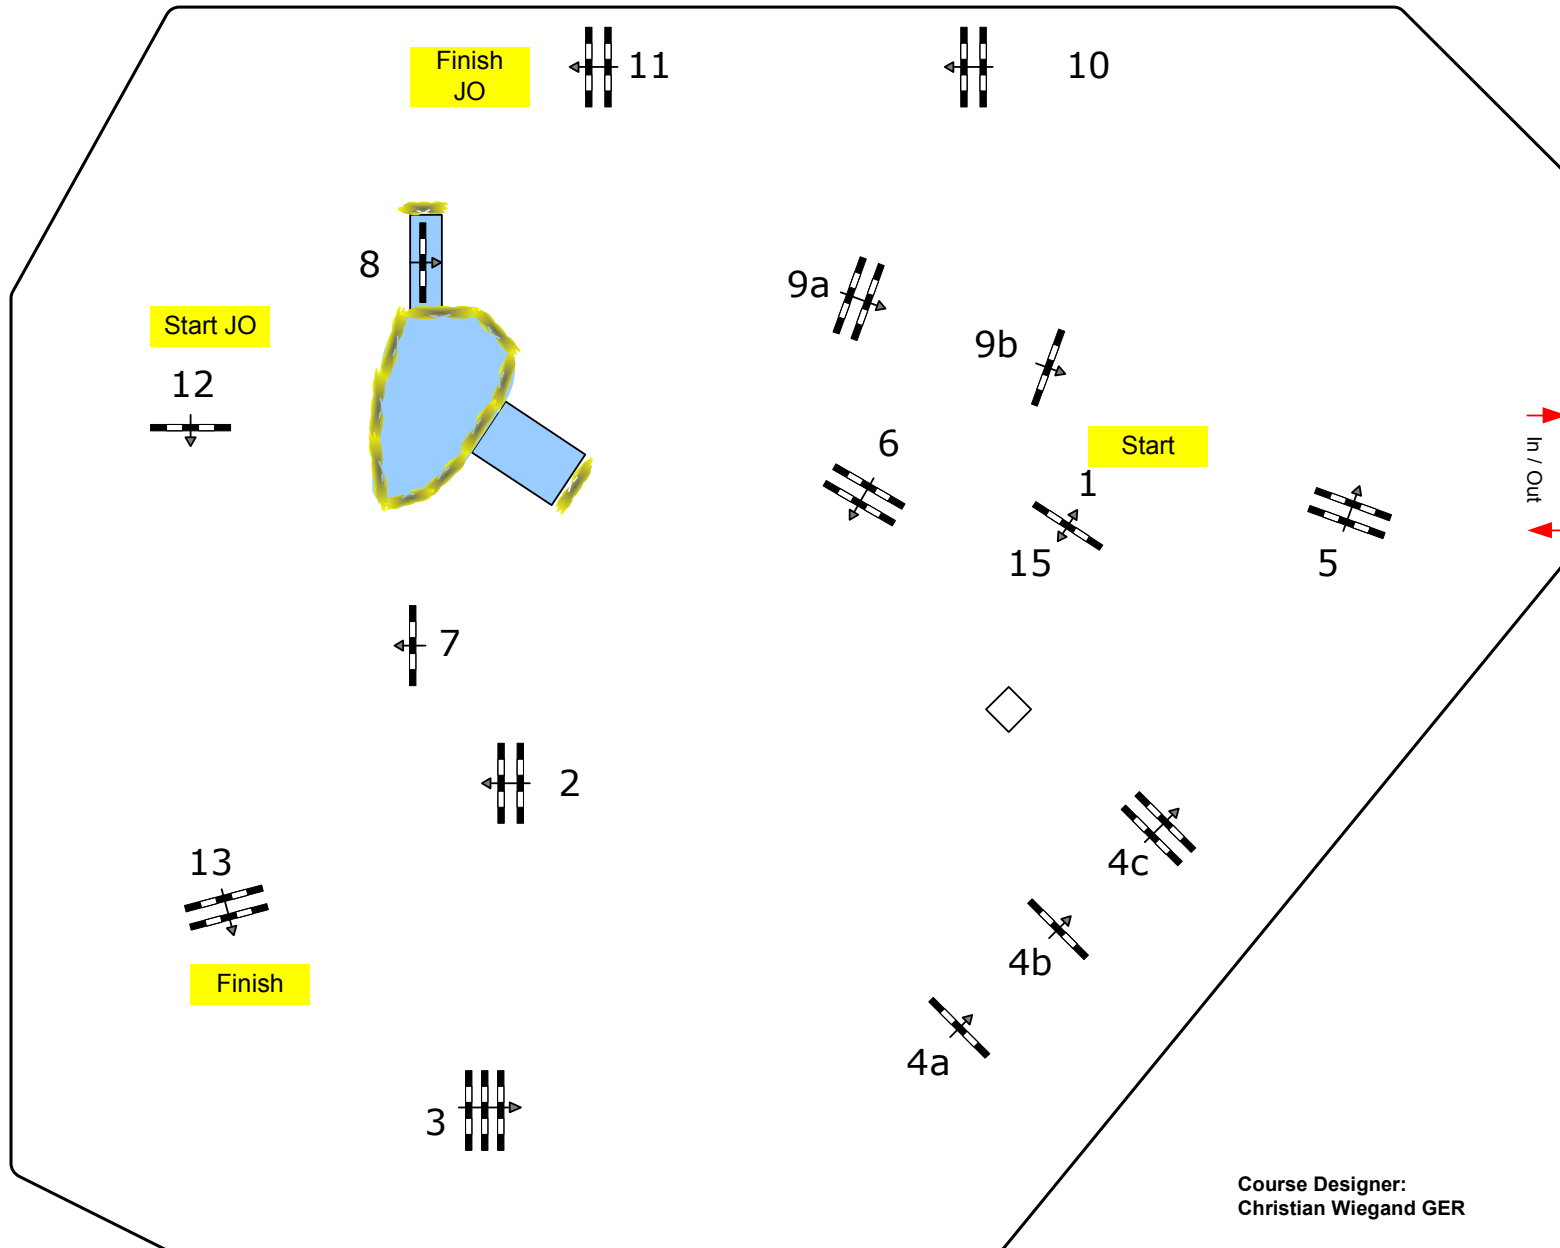 Finish
JO
11
10
8
9a
Start JO
9b
12
6
Start
In / Out
1
15
5
7
2
13
4c
4b
Finish
4a
3
Course Designer:
Christian Wiegand GER